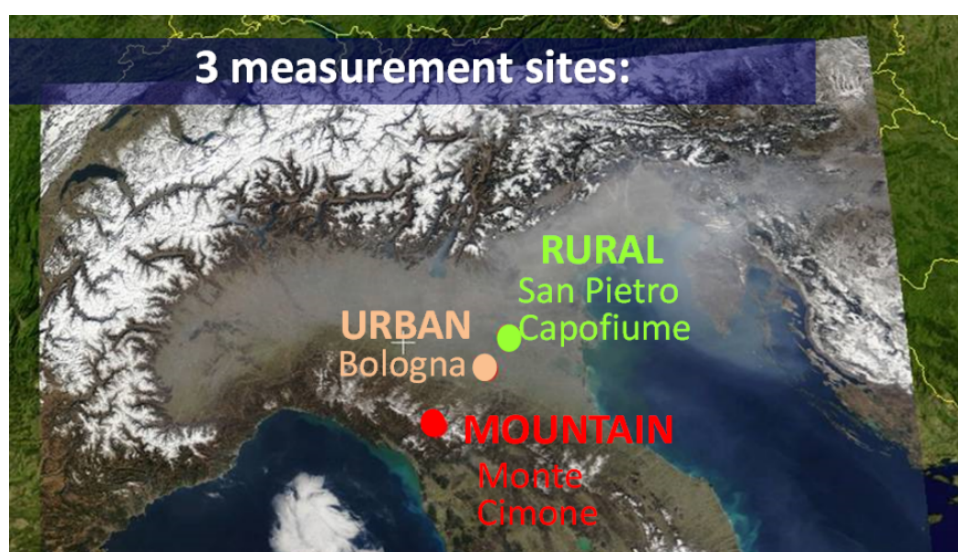 3 measurement sites:
RURAL
San Pietro
Capofiume
URBAN
Bologna
MOUNTAIN
Monte
Cimone